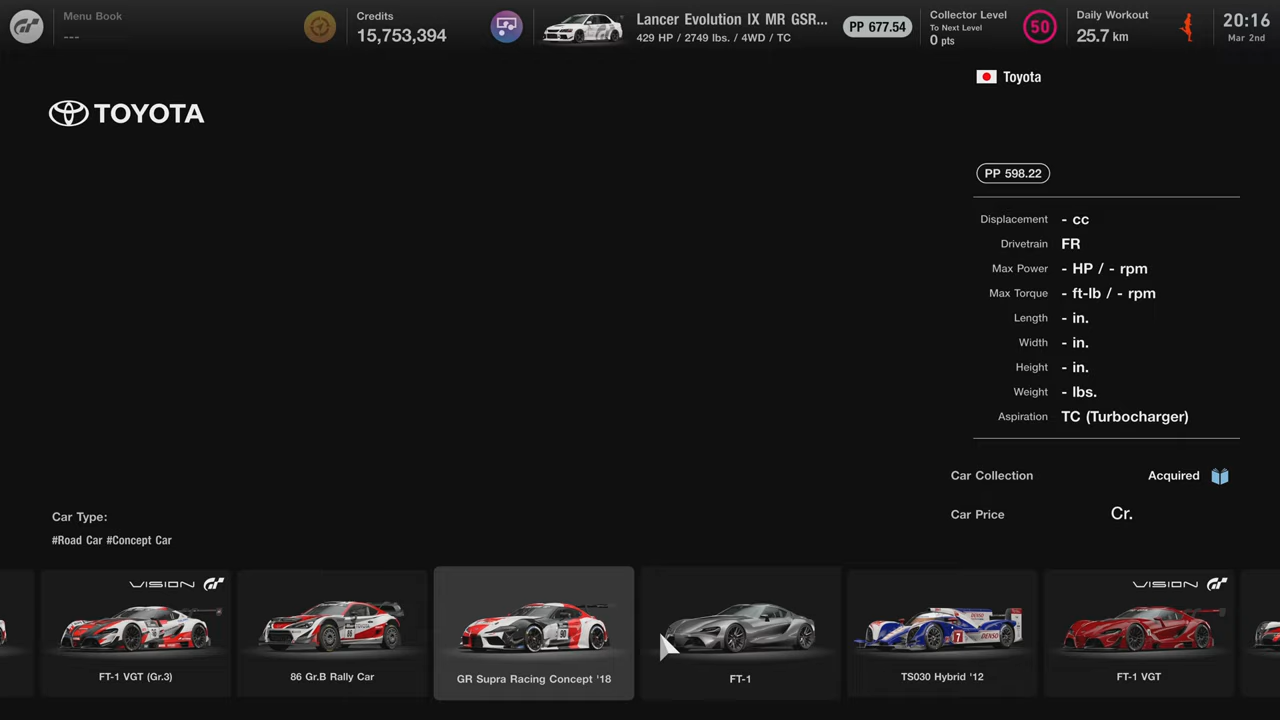 Menu Book
---
Credits
15,753,394
Lancer Evolution IX MR GSR...
429 HP / 2749 lbs. / 4WD / TC
PP 677.54
Collector Level
To Next Level
0 pts
50
Daily Workout
25.7 km
20:16
Mar 2nd
TOYOTA
Toyota
PP 598.22
Displacement - cc
Drivetrain FR
Max Power - HP / - rpm
Max Torque - ft-lb / - rpm
Length - in.
Width - in.
Height - in.
Weight - lbs.
Aspiration TC (Turbocharger)
Car Collection Acquired
Car Price Cr.
Car Type:
#Road Car #Concept Car
VISION GT
FT-1 VGT (Gr.3)
86 Gr.B Rally Car
90
GR Supra Racing Concept '18
FT-1
7
DENSO
TS030 Hybrid '12
VISION GT
FT-1 VGT